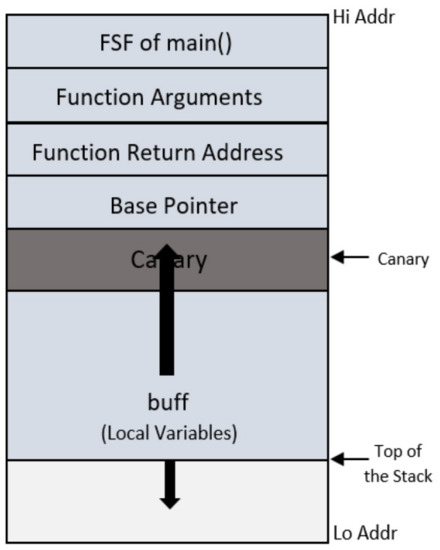 Hi Addr
FSF of main()
Function Arguments
Function Return Address
Base Pointer
Canary
Canary
buff
(Local Variables)
Top of
the Stack
Lo Addr